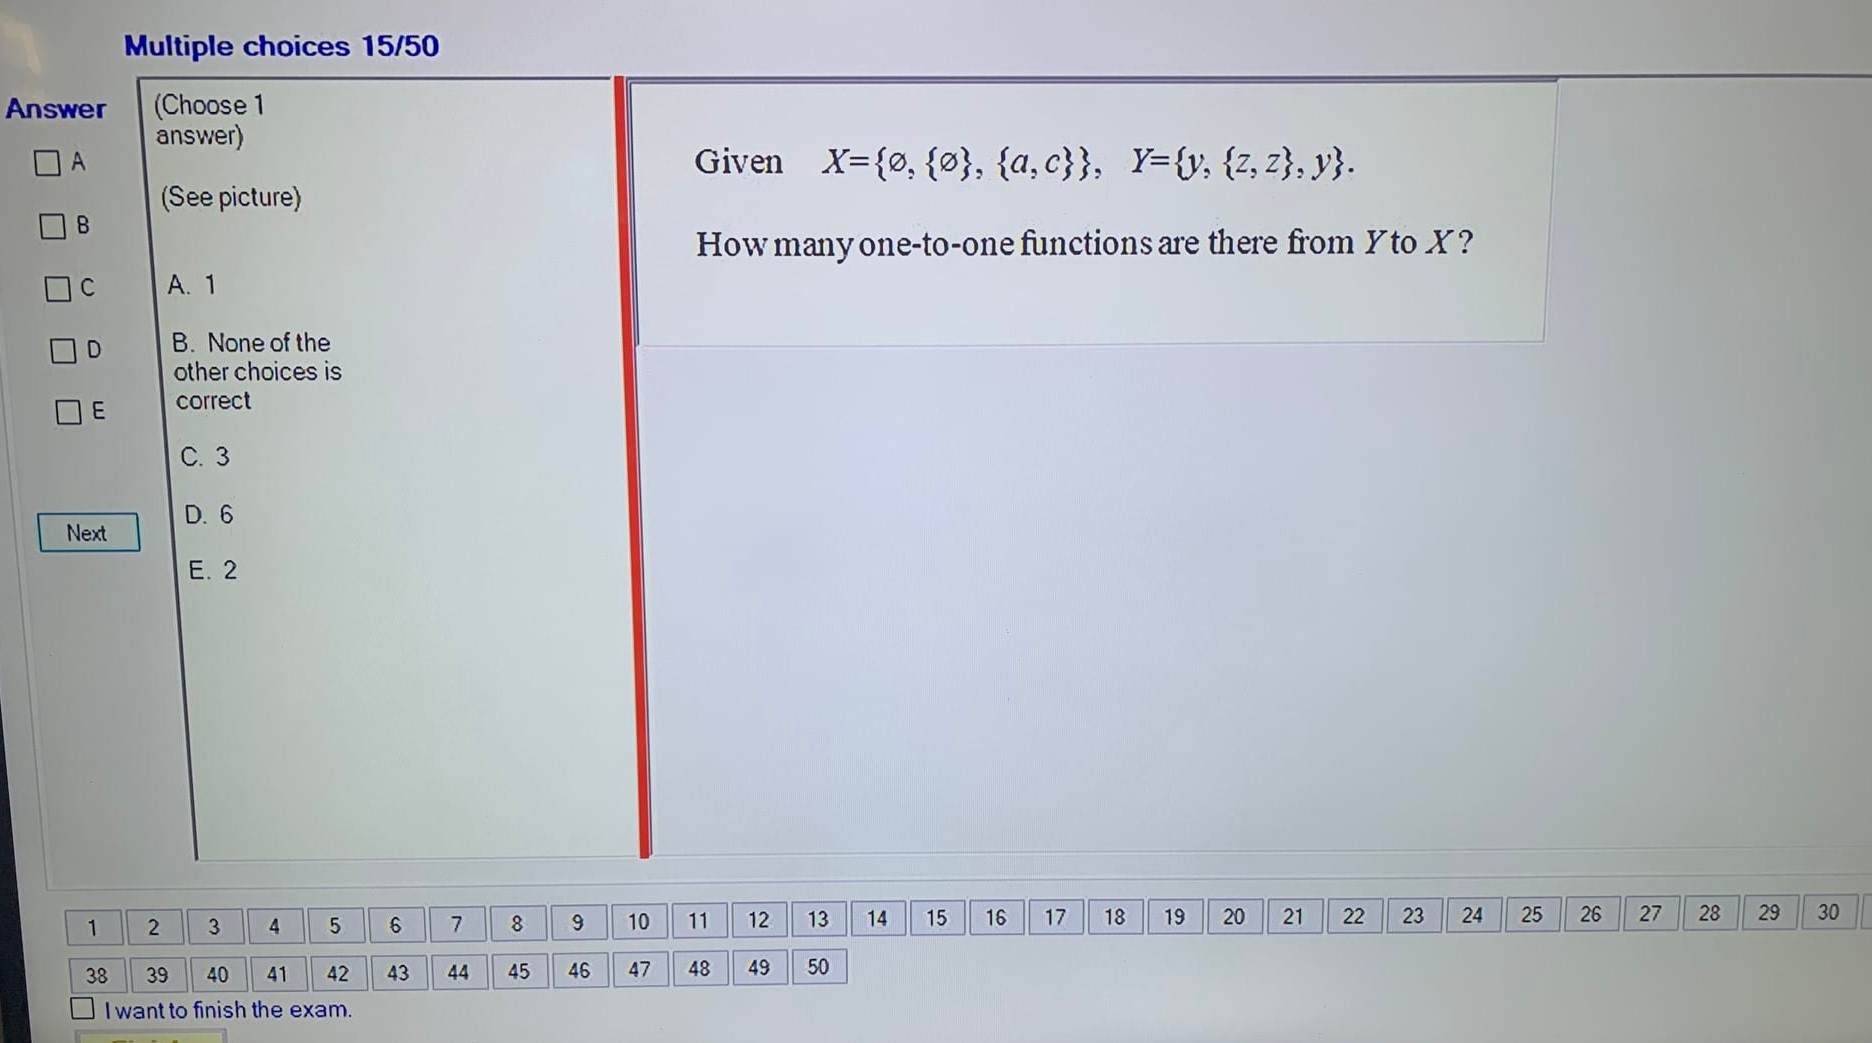 Multiple choices 15/50
Answer
A
B
C
D
E
Next
(Choose 1
answer)
(See picture)
A. 1
B. None of the
other choices is
correct
C. 3
D. 6
E. 2
Given X={ø, {ø}, {a, c}}, Y={y, {z, z}, y}.
How many one-to-one functions are there from Y to X?
1 2 3 4 5 6 7 8 9 10 11 12 13 14 15 16 17 18 19 20 21 22 23 24 25 26 27 28 29 30
38 39 40 41 42 43 44 45 46 47 48 49 50
I want to finish the exam.